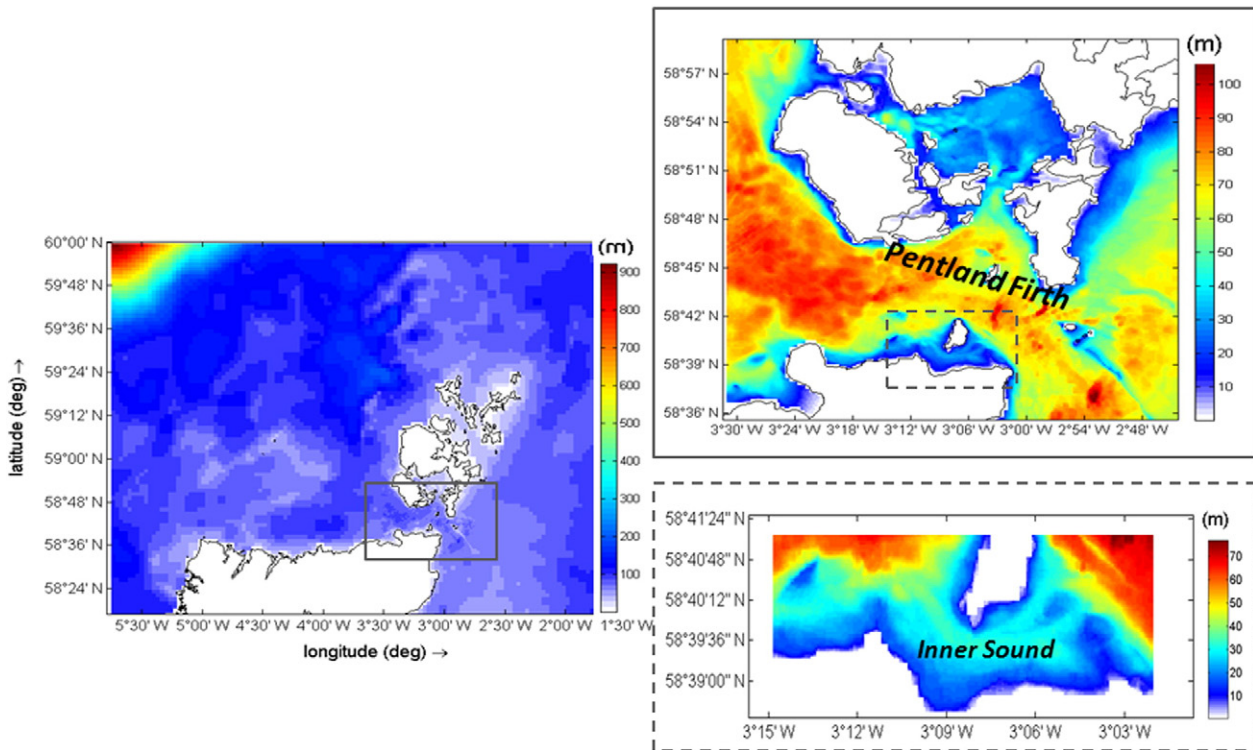 (m)
60°00' N
59°48' N
59°36' N
59°24' N
59°12' N
59°00' N
58°48' N
58°36' N
58°24' N
latitude (deg) →
5°30' W 5°00' W 4°30' W 4°00' W 3°30' W 3°00' W 2°30' W 2°00' W 1°30' W
longitude (deg) →
900
800
700
600
500
400
300
200
100
(m)
58°57' N
58°54' N
58°51' N
58°48' N
58°45' N
58°42' N
58°39' N
58°36' N
Pentland Firth
3°30' W 3°24' W 3°18' W 3°12' W 3°06' W 3°00' W 2°54' W 2°48' W
100
90
80
70
60
50
40
30
20
10
(m)
58°41'24" N
58°40'48" N
58°40'12" N
58°39'36" N
58°39'00" N
Inner Sound
3°15'W 3°12'W 3°09'W 3°06'W 3°03'W
70
60
50
40
30
20
10